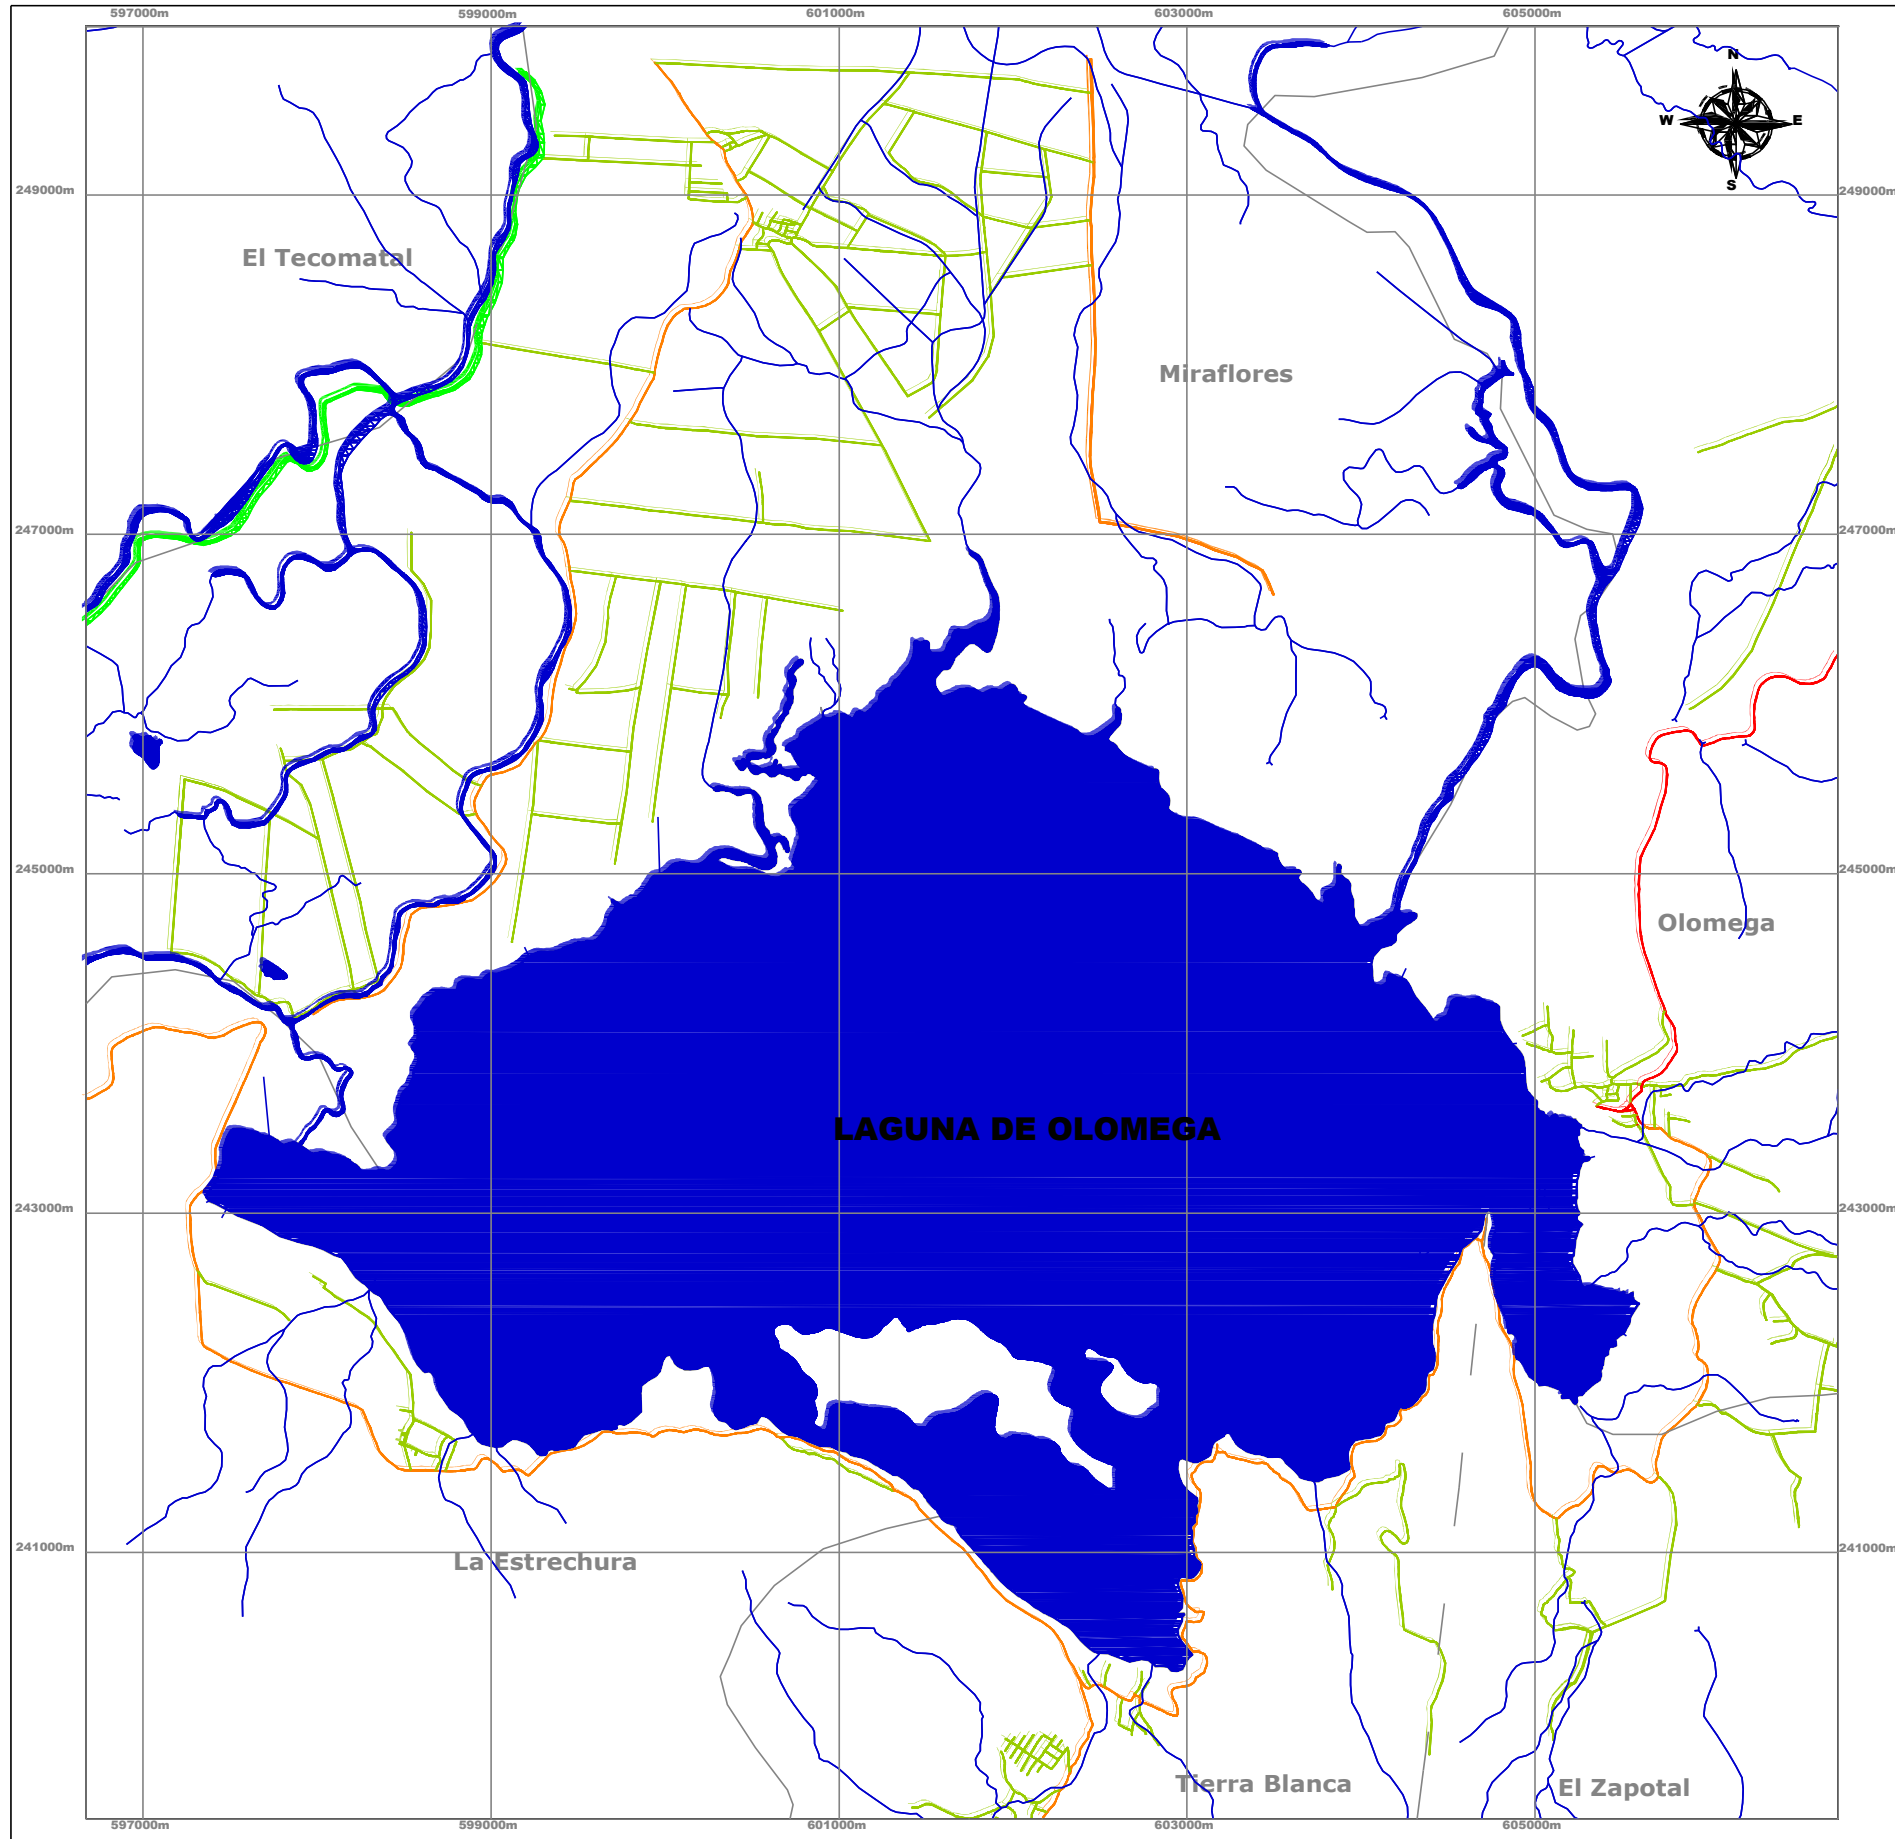 597000m 599000m 601000m 603000m 605000m
N
W E
S
249000m 249000m
El Tecomatal
Miraflores
247000m 247000m
245000m 245000m
Olomega
LAGUNA DE OLOMEGA
243000m 243000m
241000m 241000m
La Estrechura
Tierra Blanca
El Zapotal
597000m 599000m 601000m 603000m 605000m